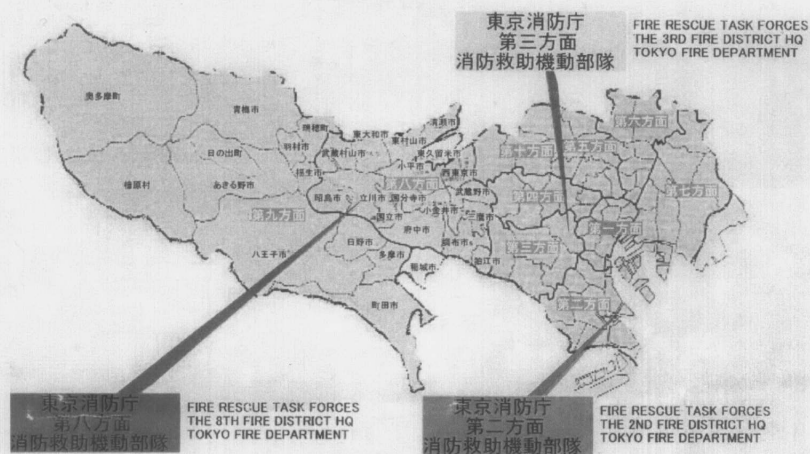 東京消防庁
第三方面
消防救助機動部隊
FIRE RESCUE TASK FORCES
THE 3RD FIRE DISTRICT HQ
TOKYO FIRE DEPARTMENT
奥多摩町
青梅市
瑞穂町
東大和市
清瀬市
東村山市
第六方面
日の出町
羽村市
武蔵村山市
東久留米市
第十方面
第五方面
福生市
小平市
西東京市
檜原村
あきる野市
第八方面
武蔵野市
第四方面
第七方面
昭島市
立川市
国分寺市
第九方面
国立市
小金井市
三鷹市
第一方面
府中市
第三方面
八王子市
日野市
調布市
狛江市
多摩市
稲城市
第二方面
町田市
東京消防庁
第八方面
消防救助機動部隊
FIRE RESCUE TASK FORCES
THE 8TH FIRE DISTRICT HQ
TOKYO FIRE DEPARTMENT
東京消防庁
第二方面
消防救助機動部隊
FIRE RESCUE TASK FORCES
THE 2ND FIRE DISTRICT HQ
TOKYO FIRE DEPARTMENT